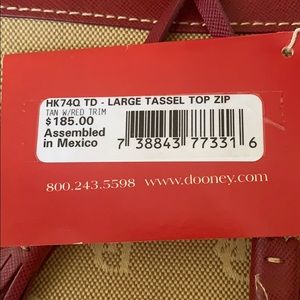 HK74Q TD - LARGE TASSEL TOP ZIP
TAN W/RED TRIM
$185.00
Assembled
in Mexico
7 38843 77331 6
800.243.5598 www.dooney.com